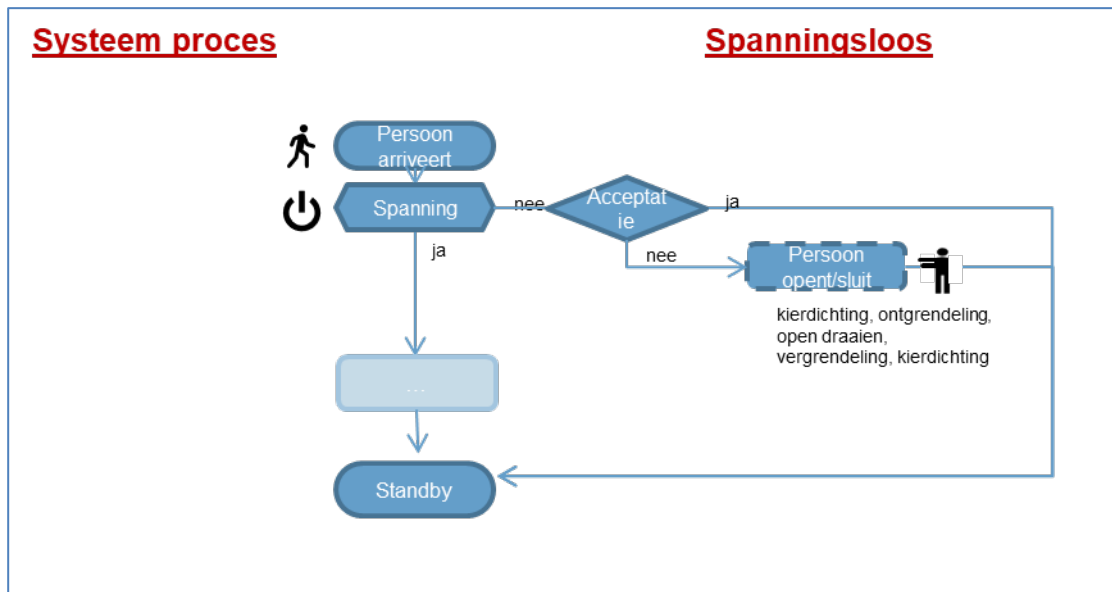 Systeem proces
Spanningsloos
Persoon
arriveert
Spanning
nee
Acceptat
ie
ja
ja
nee
Persoon
opent/sluit
kierdichting, ontgrendeling,
open draaien,
vergrendeling, kierdichting
...
Standby